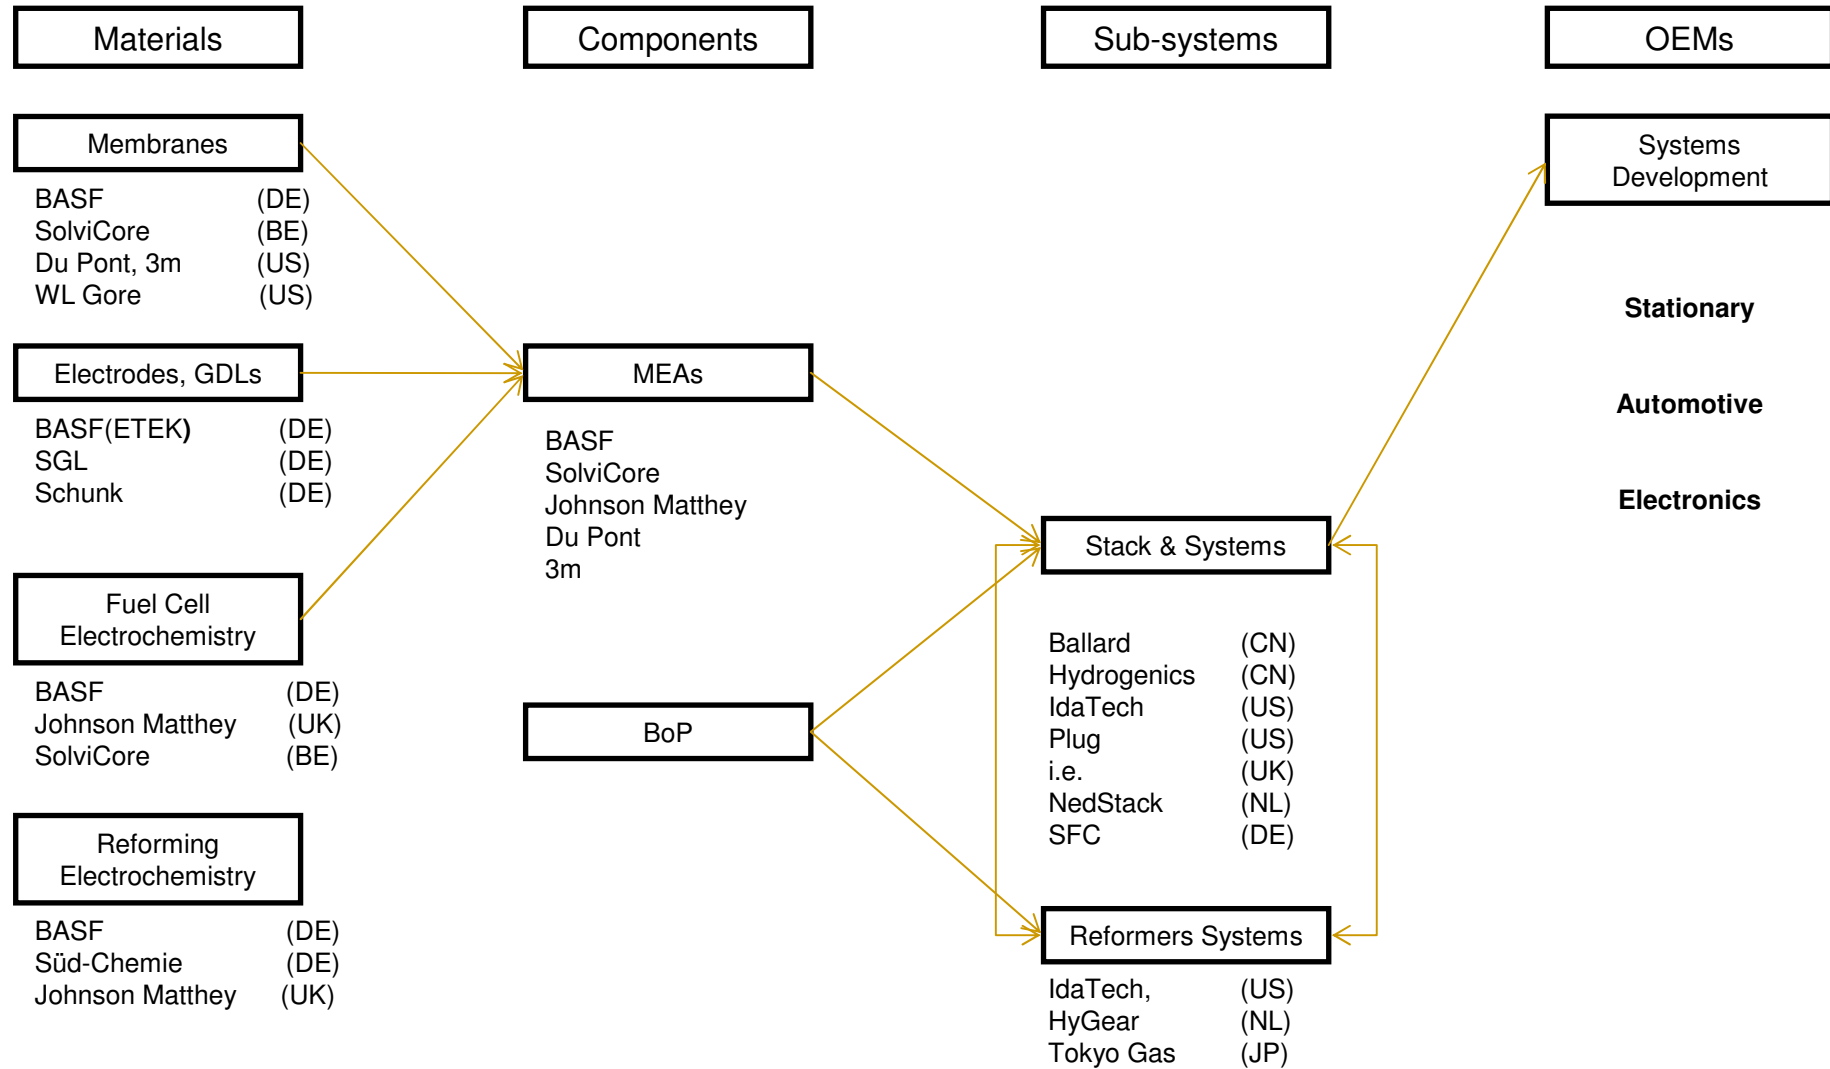 Materials
Components
Sub-systems
OEMs
Membranes
BASF (DE)
SolviCore (BE)
Du Pont, 3m (US)
WL Gore (US)
Electrodes, GDLs
BASF(ETEK) (DE)
SGL (DE)
Schunk (DE)
Fuel Cell
Electrochemistry
BASF (DE)
Johnson Matthey (UK)
SolviCore (BE)
Reforming
Electrochemistry
BASF (DE)
Süd-Chemie (DE)
Johnson Matthey (UK)
MEAs
BASF
SolviCore
Johnson Matthey
Du Pont
3m
BoP
Stack & Systems
Ballard (CN)
Hydrogenics (CN)
IdaTech (US)
Plug (US)
i.e. (UK)
NedStack (NL)
SFC (DE)
Reformers Systems
IdaTech, (US)
HyGear (NL)
Tokyo Gas (JP)
Systems
Development
Stationary
Automotive
Electronics